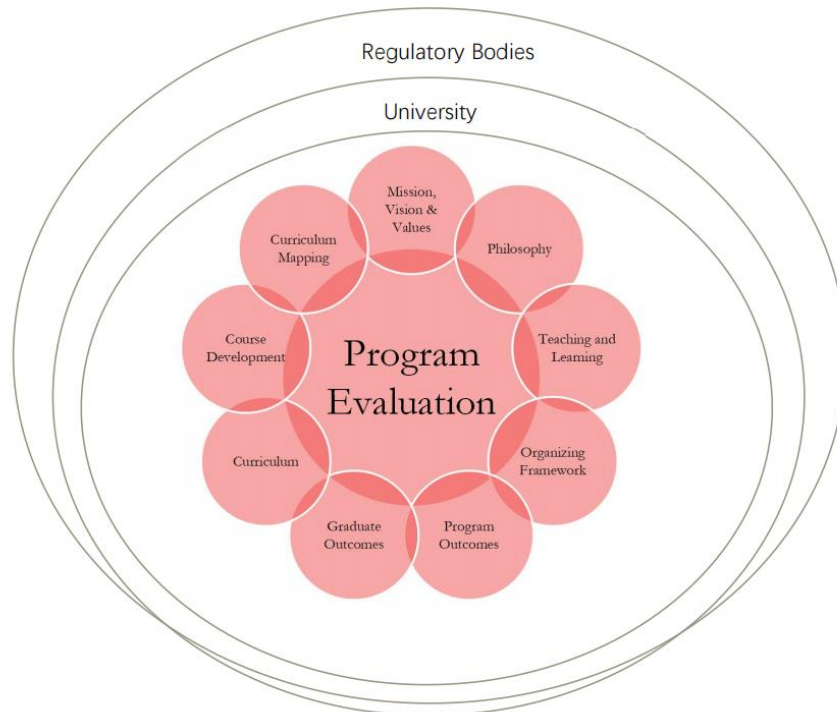 Regulatory Bodies
University
Mission,
Vision &
Values
Philosophy
Teaching and
Learning
Organizing
Framework
Program
Outcomes
Graduate
Outcomes
Curriculum
Course
Development
Curriculum
Mapping
Program
Evaluation